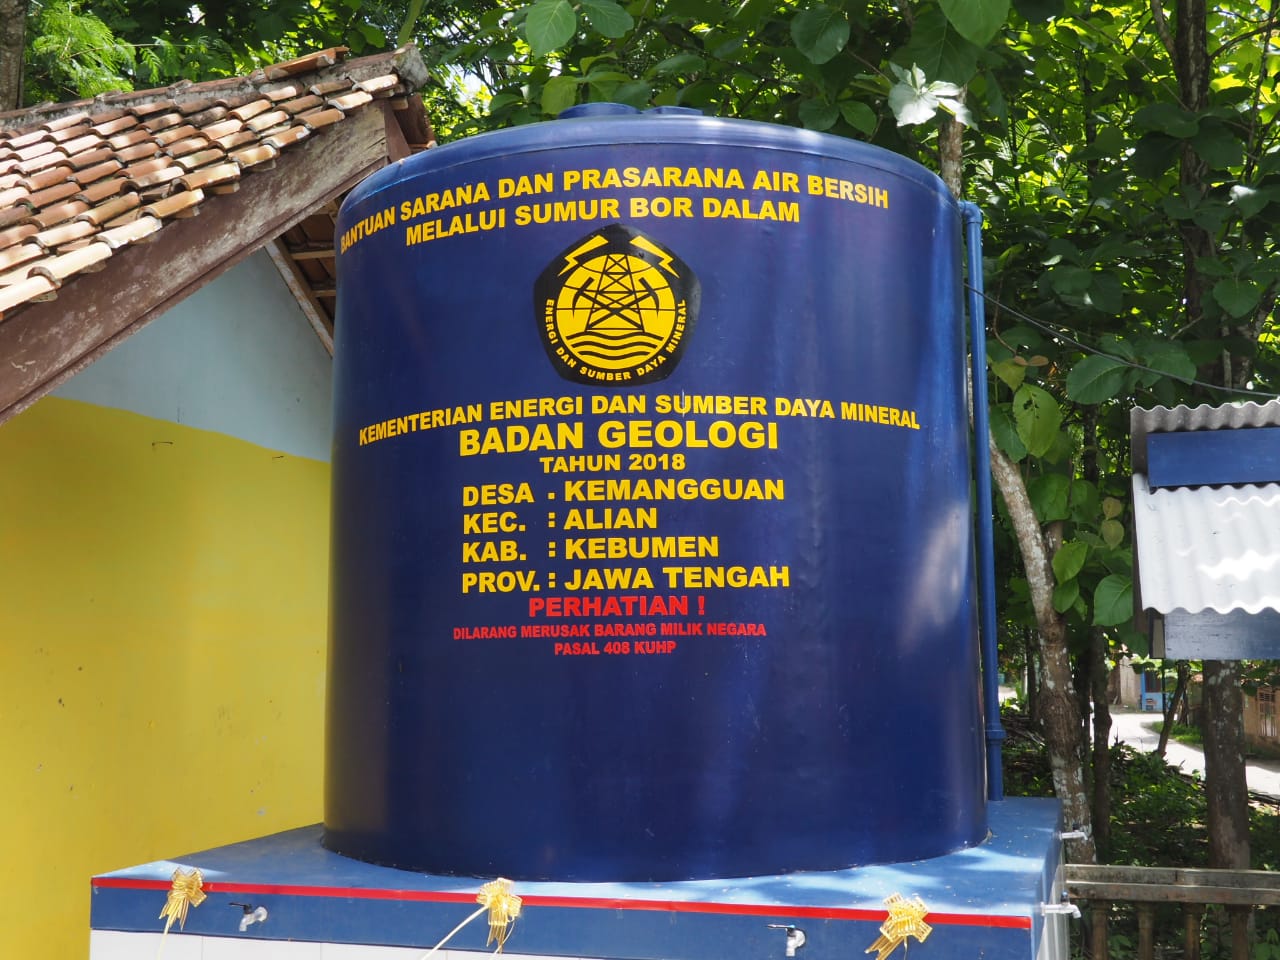 BANTUAN SARANA DAN PRASARANA AIR BERSIH
MELALUI SUMUR BOR DALAM
ENERGI DAN SUMBER DAYA MINERAL
KEMENTERIAN ENERGI DAN SUMBER DAYA MINERAL
BADAN GEOLOGI
TAHUN 2018
DESA : KEMANGGUAN
KEC. : ALIAN
KAB. : KEBUMEN
PROV. : JAWA TENGAH
PERHATIAN !
DILARANG MERUSAK BARANG MILIK NEGARA
PASAL 408 KUHP